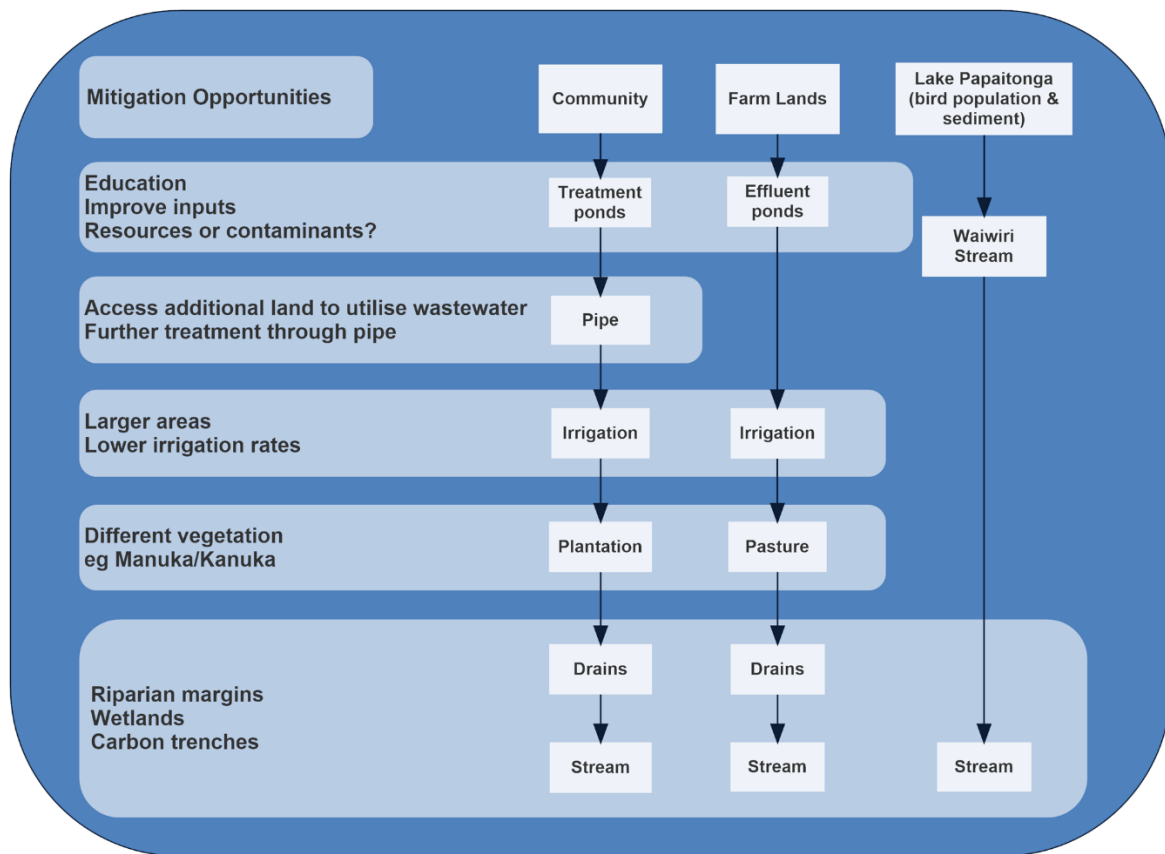 Mitigation Opportunities
Community
Farm Lands
Lake Papaitonga
(bird population &
sediment)
Education
Improve inputs
Resources or contaminants?
Treatment
ponds
Effluent
ponds
Waiwiri
Stream
Access additional land to utilise wastewater
Further treatment through pipe
Pipe
Larger areas
Lower irrigation rates
Irrigation
Irrigation
Different vegetation
eg Manuka/Kanuka
Plantation
Pasture
Riparian margins
Wetlands
Carbon trenches
Drains
Drains
Stream
Stream
Stream